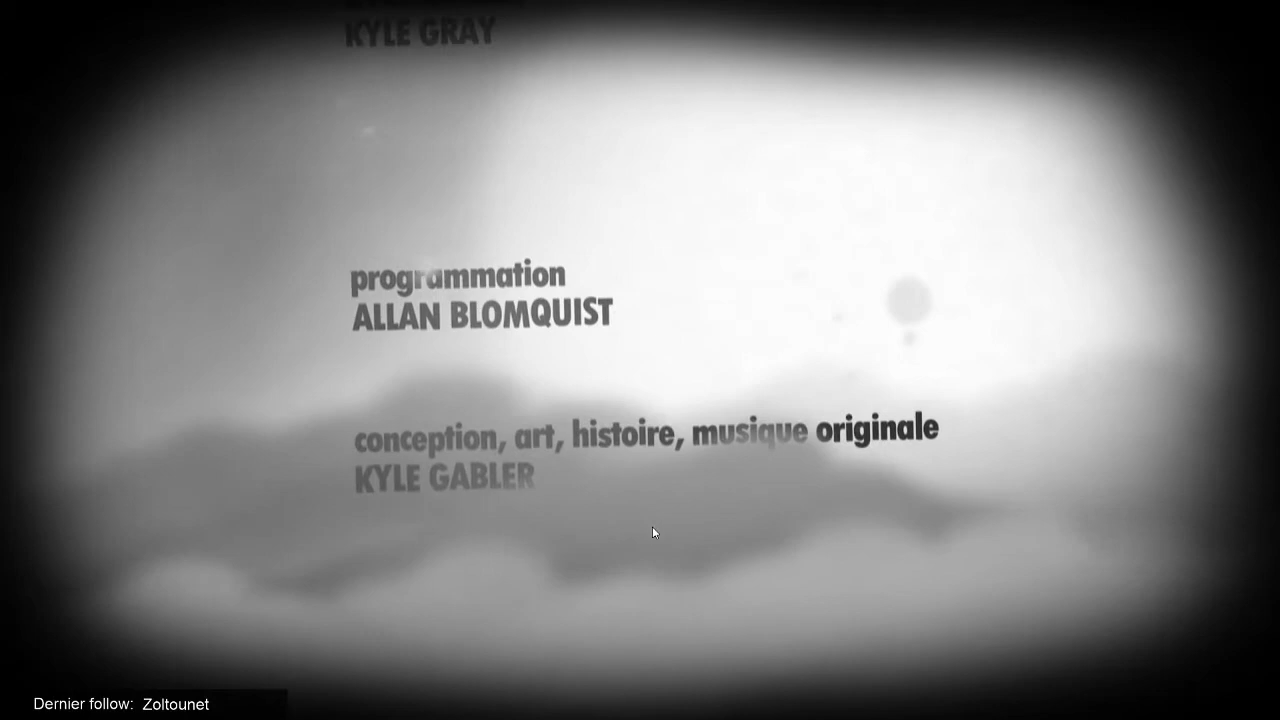 KYLE GRAY
programmation
ALLAN BLOMQUIST
conception, art, histoire, musique originale
KYLE GABLER
Dernier follow: Zoltounet